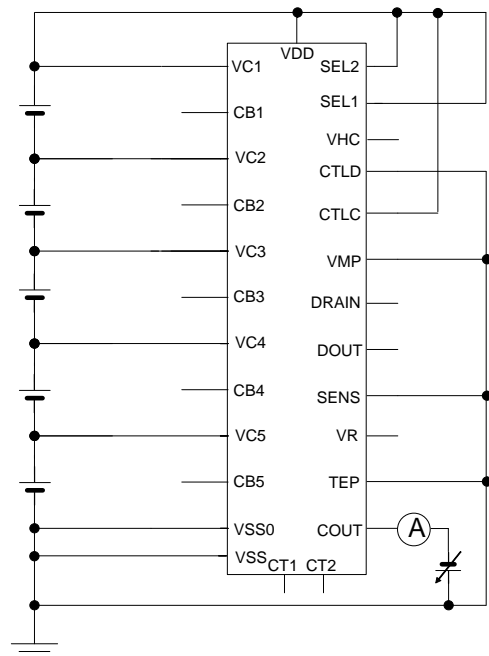 VDD
VC1
SEL2
SEL1
CB1
VHC
VC2
CTLD
CB2
CTLC
VC3
VMP
CB3
DRAIN
VC4
DOUT
CB4
SENS
VC5
VR
CB5
TEP
VSS0
COUT
A
VSS
CT1 CT2